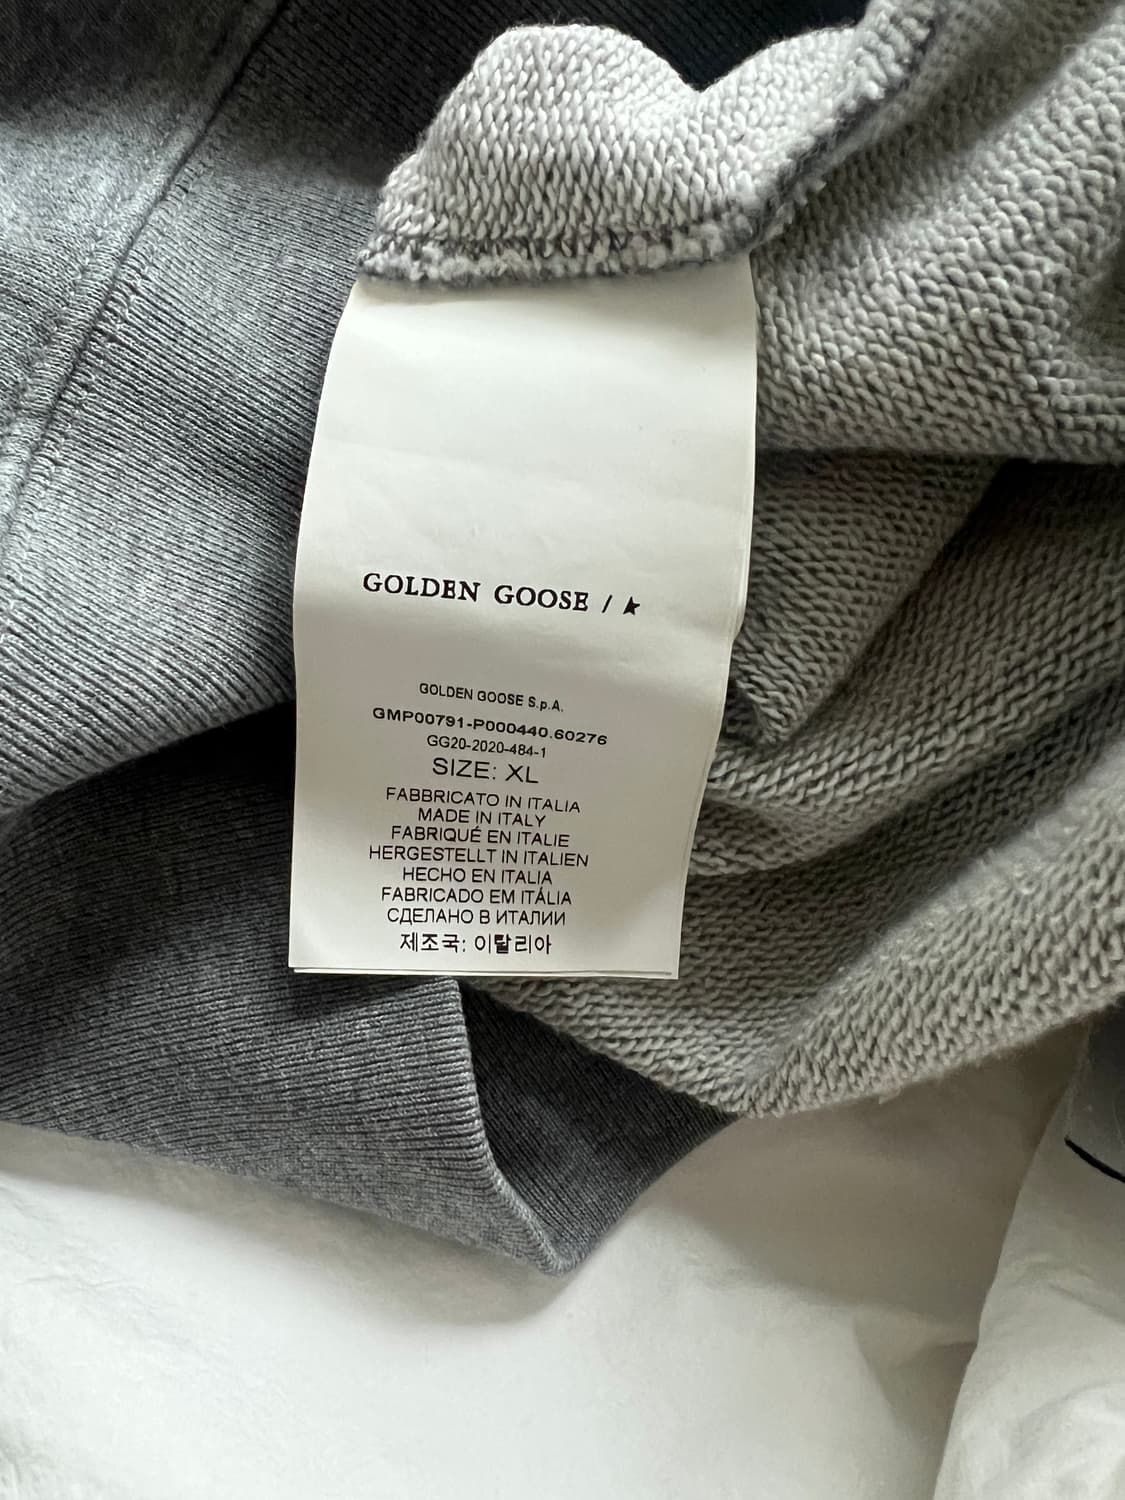 GOLDEN GOOSE / ★
GOLDEN GOOSE S.p.A.
GMP00791-P000440.60276
GG20-2020-484-1
SIZE: XL
FABBRICATO IN ITALIA
MADE IN ITALY
FABRIQUÉ EN ITALIE
HERGESTELLT IN ITALIEN
HECHO EN ITALIA
FABRICADO EM ITÁLIA
СДЕЛАНО В ИТАЛИИ
제조국: 이탈리아